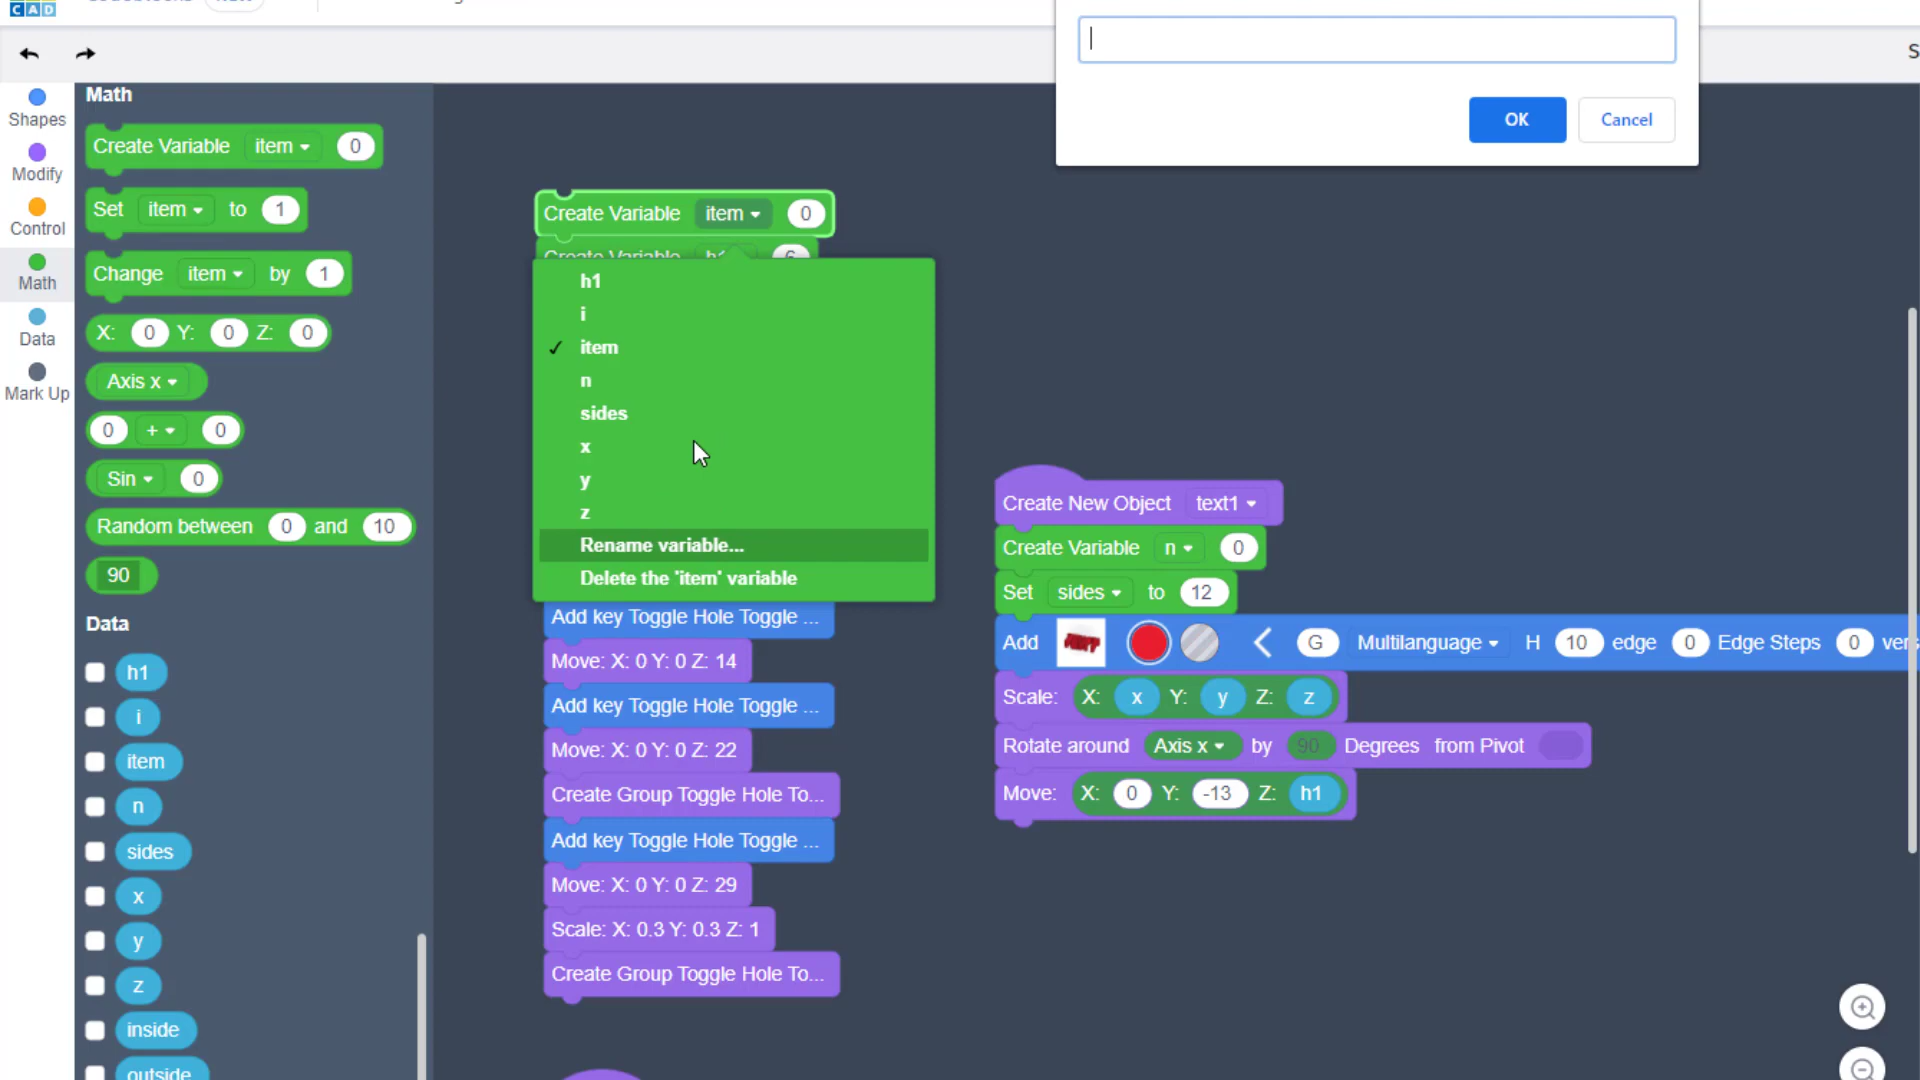 CAD
Shapes
Modify
Control
Math
Data
Mark Up
Math
Create Variable item 0
Set item to 1
Change item by 1
X: 0 Y: 0 Z: 0
Axis x
0 + 0
Sin 0
Random between 0 and 10
90
Data
h1
i
item
n
sides
x
y
z
inside
outside
OK Cancel
Create Variable item 0
Create Variable h1 6
h1
i
✓ item
n
sides
x
y
z
Rename variable...
Delete the 'item' variable
Add key Toggle Hole Toggle ...
Move: X: 0 Y: 0 Z: 14
Add key Toggle Hole Toggle ...
Move: X: 0 Y: 0 Z: 22
Create Group Toggle Hole To...
Add key Toggle Hole Toggle ...
Move: X: 0 Y: 0 Z: 29
Scale: X: 0.3 Y: 0.3 Z: 1
Create Group Toggle Hole To...
Create New Object text1
Create Variable n 0
Set sides to 12
Add G Multilanguage H 10 edge 0 Edge Steps 0
Scale: X: x Y: y Z: z
Rotate around Axis x by 90 Degrees from Pivot
Move: X: 0 Y: -13 Z: h1